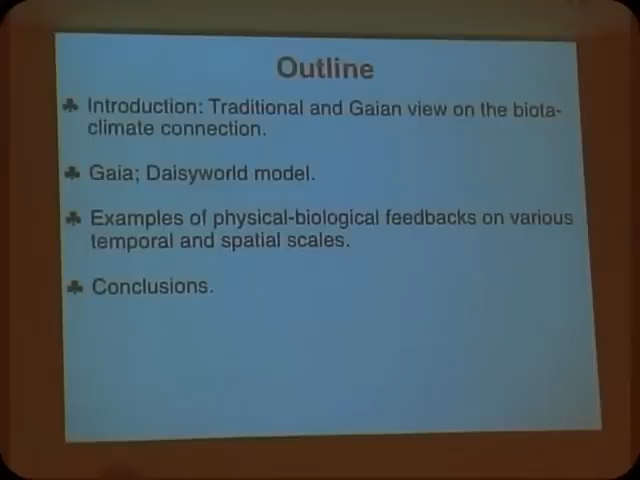 Outline
Introduction: Traditional and Gaian view on the biota-
climate connection.
Gaia; Daisyworld model.
Examples of physical-biological feedbacks on various
temporal and spatial scales.
Conclusions.